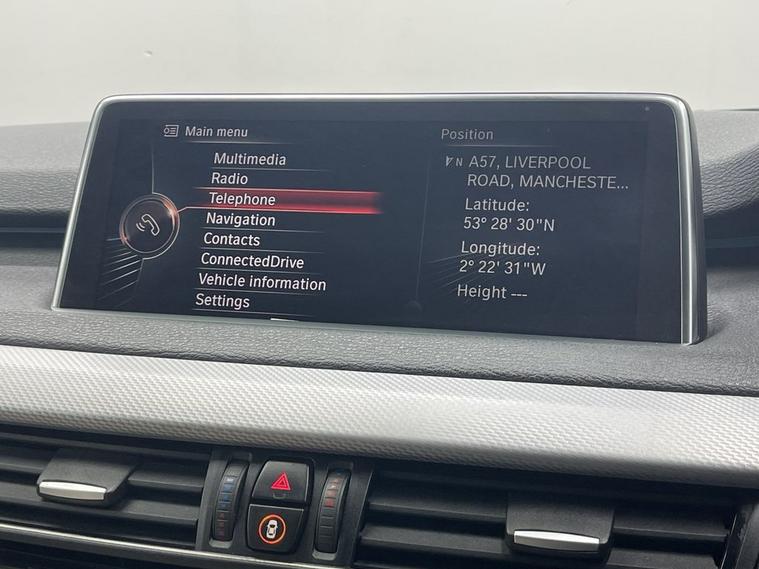 Main menu
Multimedia
Radio
Telephone
Navigation
Contacts
ConnectedDrive
Vehicle information
Settings
Position
N A57, LIVERPOOL
ROAD, MANCHESTE...
Latitude:
53° 28' 30"N
Longitude:
2° 22' 31"W
Height ---